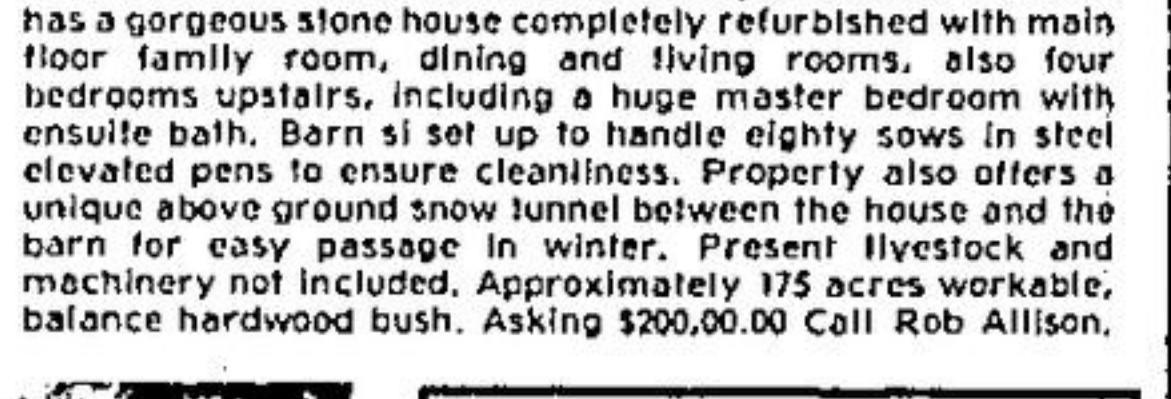 has a gorgeous stone house completely refurbished with main
floor family room, dining and living rooms, also four
bedrooms upstairs, including a huge master bedroom with
ensuite bath. Barn si set up to handle eighty sows in steel
elevated pens to ensure cleanliness. Property also offers a
unique above ground snow tunnel between the house and the
barn for easy passage in winter. Present livestock and
machinery not included. Approximately 175 acres workable,
balance hardwood bush. Asking $200,00.00 Call Rob Allison.